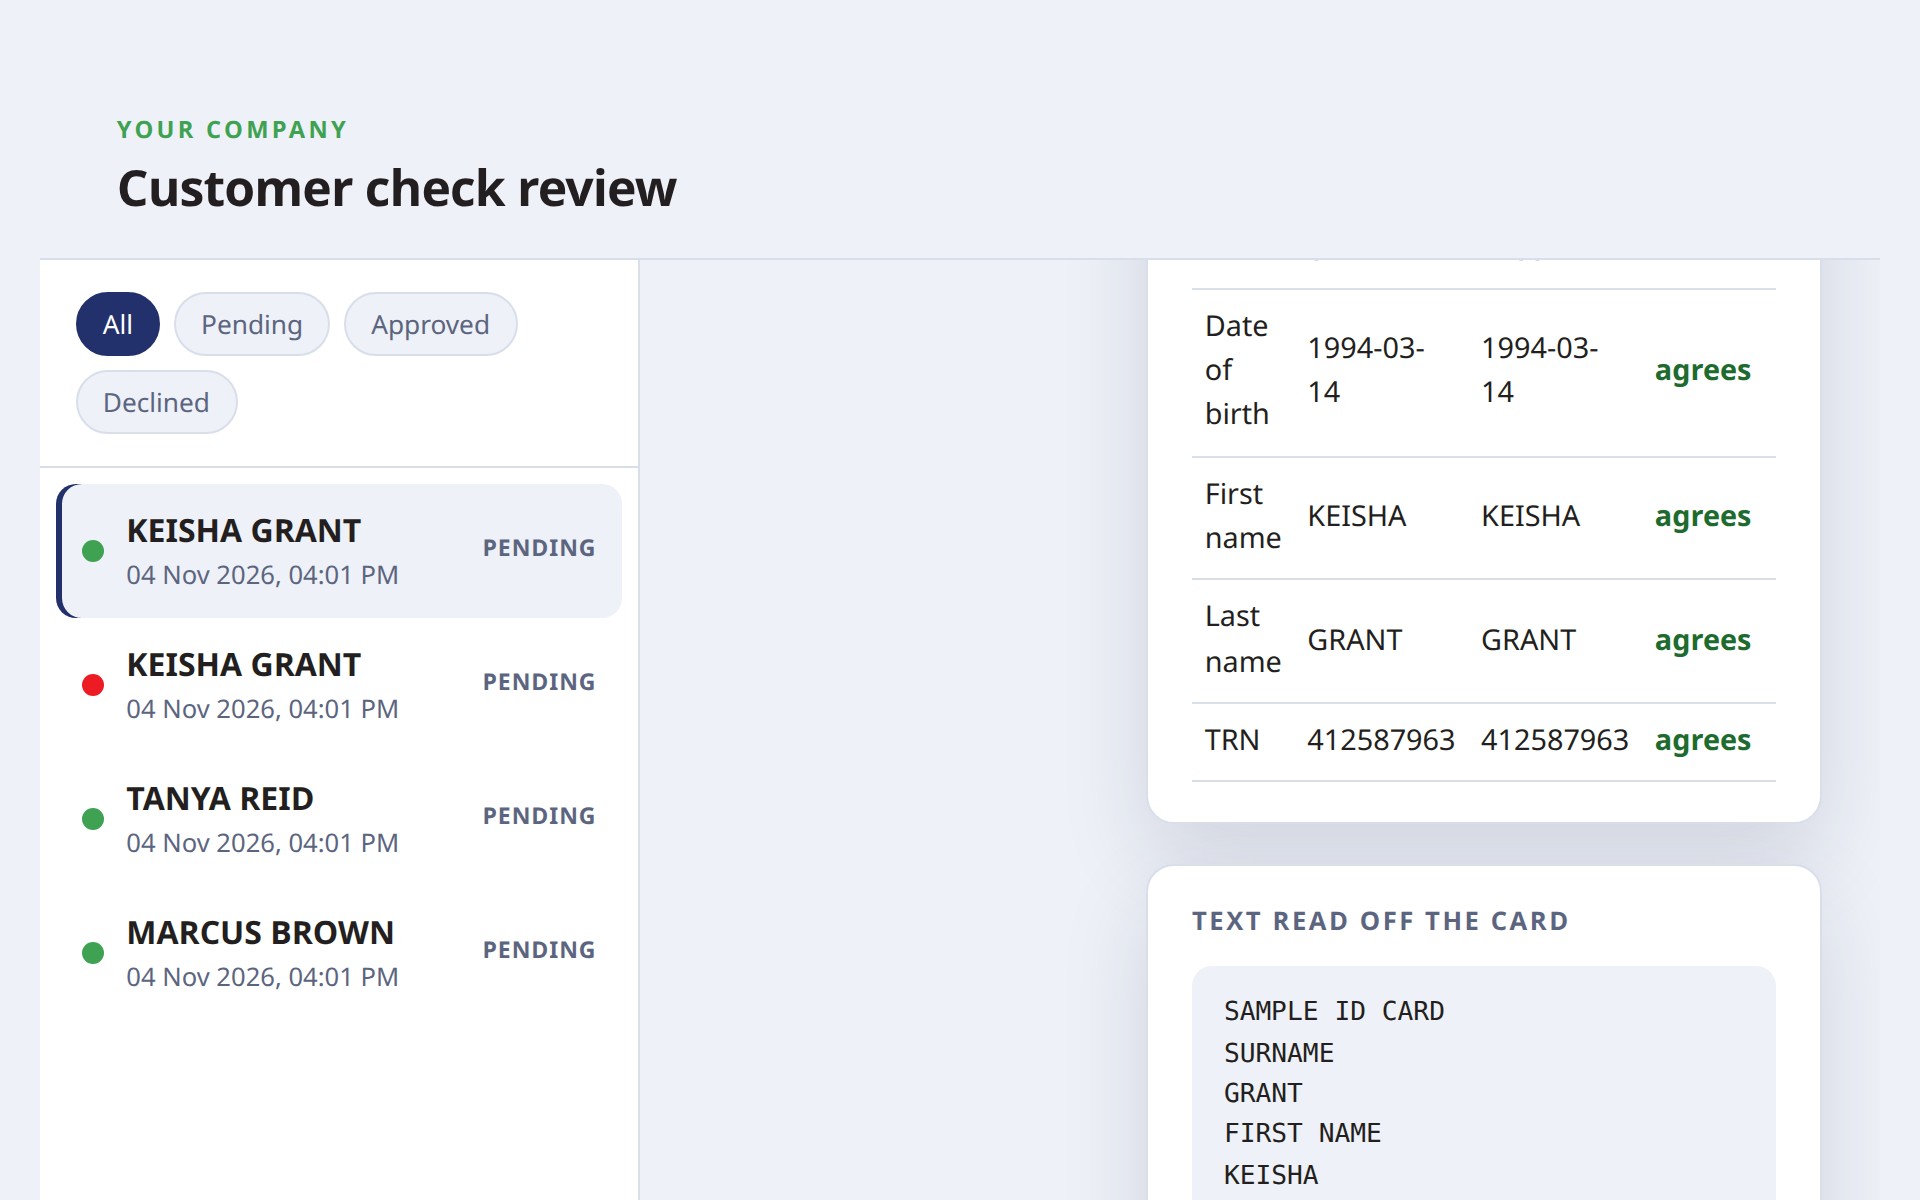 YOUR COMPANY
Customer check review
All
Pending
Approved
Declined
KEISHA GRANT
04 Nov 2026, 04:01 PM
PENDING
KEISHA GRANT
04 Nov 2026, 04:01 PM
PENDING
TANYA REID
04 Nov 2026, 04:01 PM
PENDING
MARCUS BROWN
04 Nov 2026, 04:01 PM
PENDING
Date
of
birth
1994-03-
14
1994-03-
14
agrees
First
name
KEISHA
KEISHA
agrees
Last
name
GRANT
GRANT
agrees
TRN
412587963
412587963
agrees
TEXT READ OFF THE CARD
SAMPLE ID CARD
SURNAME
GRANT
FIRST NAME
KEISHA